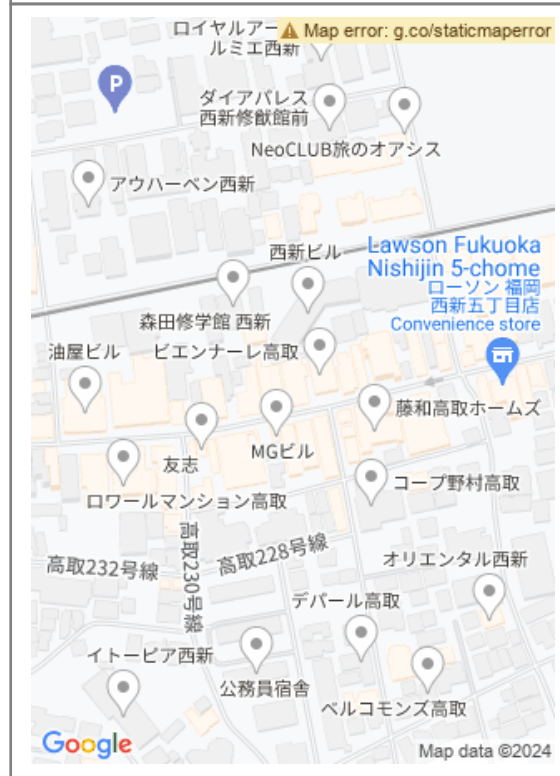 ロイヤルアー
ルミエ西新
Map error: g.co/staticmaperror
P
ダイアパレス
西新修猷館前
NeoCLUB旅のオアシス
アウハーベン西新
西新ビル
Lawson Fukuoka
Nishijin 5-chome
ローソン 福岡
西新五丁目店
Convenience store
森田修学館 西新
油屋ビル
ビエンナーレ高取
藤和高取ホームズ
MGビル
友志
コープ野村高取
ロワールマンション高取
高取228号線
高取232号線
高取230号線
オリエンタル西新
デパール高取
イトーピア西新
公務員宿舎
ベルコモンズ高取
Google
Map data ©2024